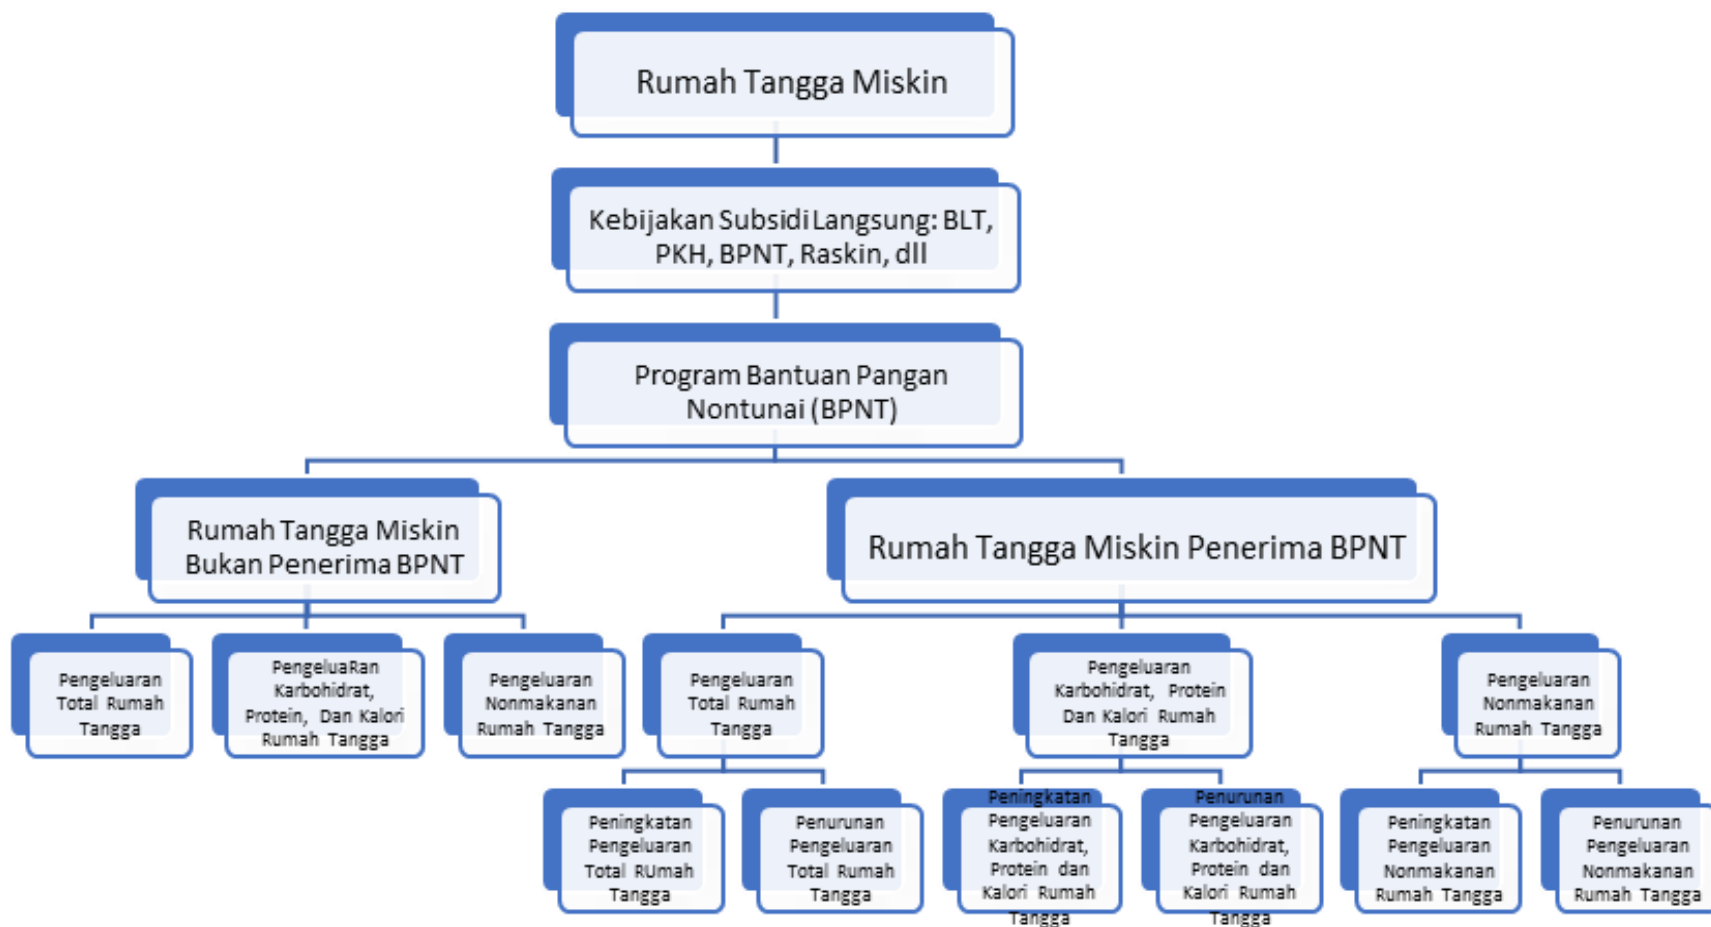 Rumah Tangga Miskin
Kebijakan Subsidi Langsung: BLT,
PKH, BPNT, Raskin, dll
Program Bantuan Pangan
Nontunai (BPNT)
Rumah Tangga Miskin
Bukan Penerima BPNT
Rumah Tangga Miskin Penerima BPNT
Pengeluaran
Total Rumah
Tangga
PengeluaRan
Karbohidrat,
Protein, Dan Kalori
Rumah Tangga
Pengeluaran
Nonmakanan
Rumah Tangga
Pengeluaran
Total Rumah
Tangga
Pengeluaran
Karbohidrat, Protein
Dan Kalori Rumah
Tangga
Pengeluaran
Nonmakanan
Rumah Tangga
Peningkatan
Pengeluaran
Total RUmah
Tangga
Penurunan
Pengeluaran
Total Rumah
Tangga
Peningkatan
Pengeluaran
Karbohidrat,
Protein dan
Kalori Rumah
Tangga
Penurunan
Pengeluaran
Karbohidrat,
Protein dan
Kalori Rumah
Tangga
Peningkatan
Pengeluaran
Nonmakanan
Rumah Tangga
Penurunan
Pengeluaran
Nonmakanan
Rumah Tangga